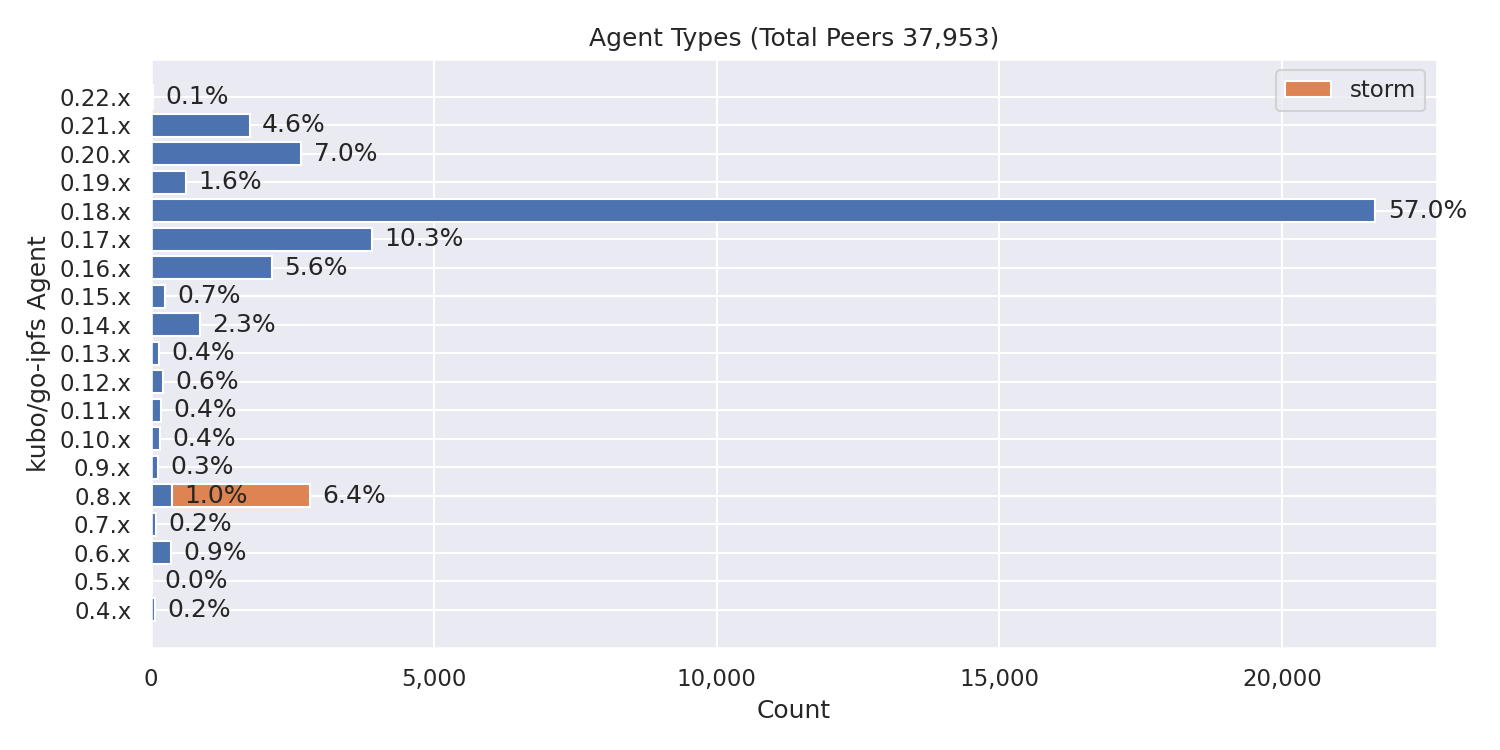 Agent Types (Total Peers 37,953)
storm
kubo/go-ipfs Agent
0.22.x 0.1%
0.21.x 4.6%
0.20.x 7.0%
0.19.x 1.6%
0.18.x 57.0%
0.17.x 10.3%
0.16.x 5.6%
0.15.x 0.7%
0.14.x 2.3%
0.13.x 0.4%
0.12.x 0.6%
0.11.x 0.4%
0.10.x 0.4%
0.9.x 0.3%
0.8.x 1.0% 6.4%
0.7.x 0.2%
0.6.x 0.9%
0.5.x 0.0%
0.4.x 0.2%
0 5,000 10,000 15,000 20,000
Count